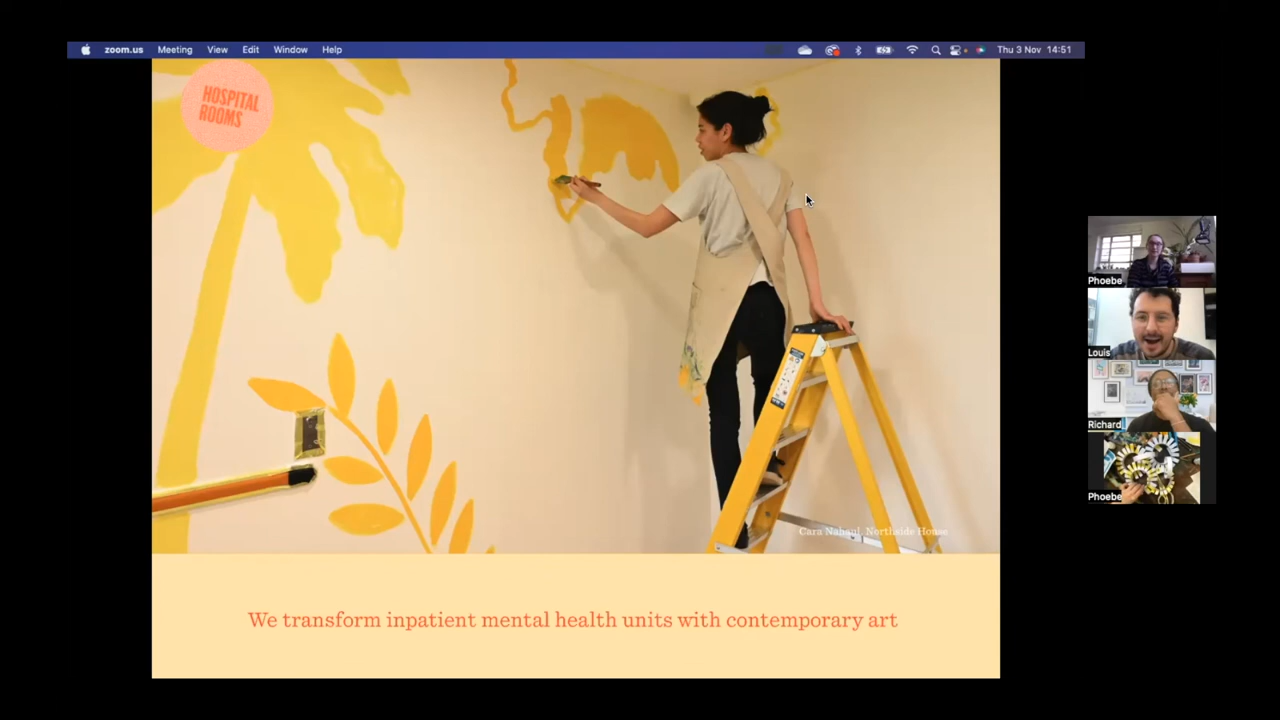 zoom.us Meeting View Edit Window Help Thu 3 Nov 14:51
HOSPITAL
ROOMS
Phoebe
Louis
Richard
Phoebe
Cara Nahaul, Northside House
We transform inpatient mental health units with contemporary art